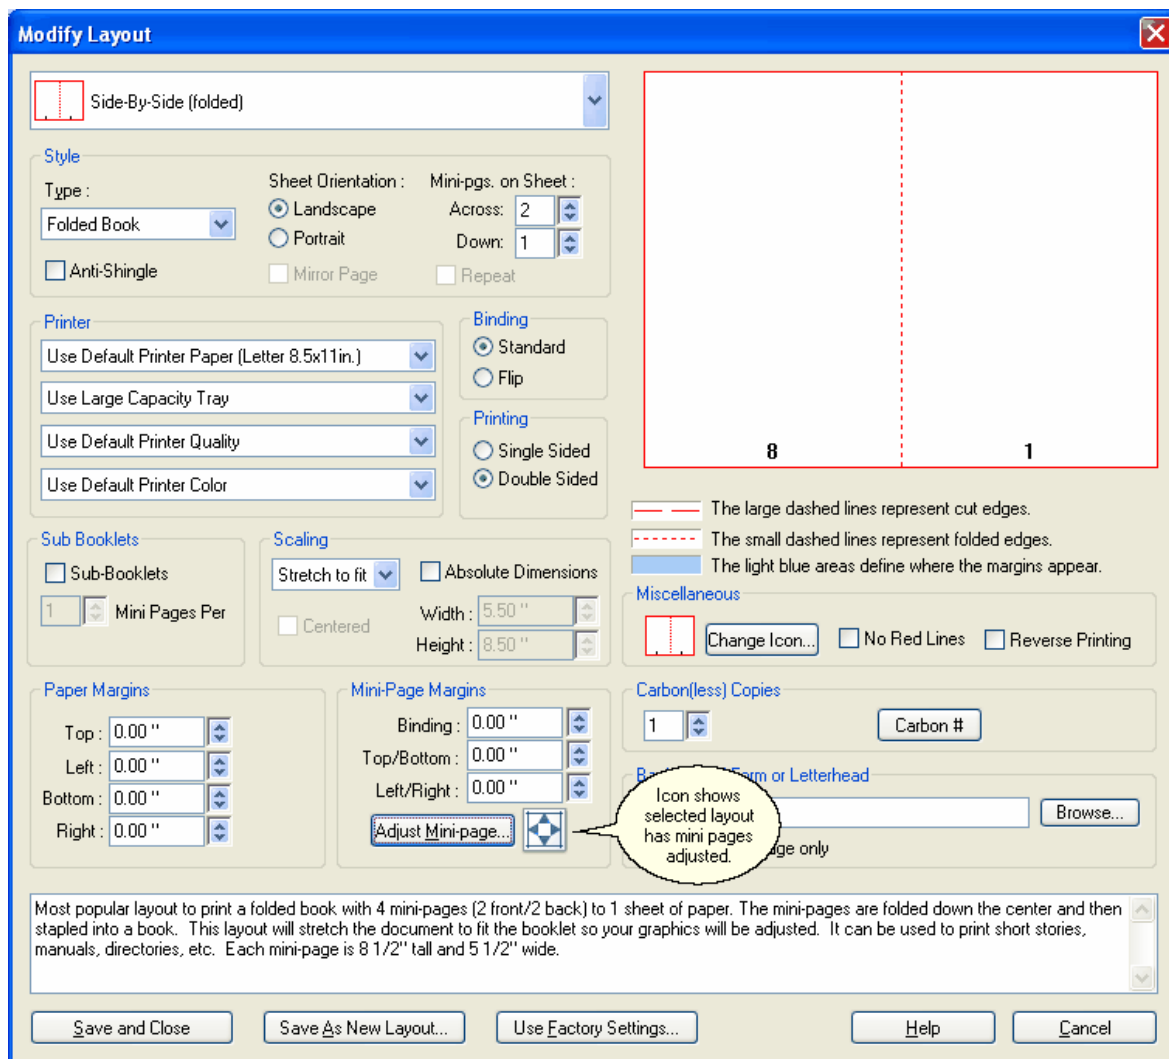 Modify Layout
Side-By-Side (folded)
Style
Type :
Folded Book
Anti-Shingle
Sheet Orientation :
Landscape
Portrait
Mirror Page
Mini-pgs. on Sheet :
Across: 2
Down: 1
Repeat
Printer
Use Default Printer Paper (Letter 8.5x11in.)
Use Large Capacity Tray
Use Default Printer Quality
Use Default Printer Color
Binding
Standard
Flip
Printing
Single Sided
Double Sided
8 1
The large dashed lines represent cut edges.
The small dashed lines represent folded edges.
The light blue areas define where the margins appear.
Sub Booklets
Sub-Booklets
1 Mini Pages Per
Scaling
Stretch to fit
Absolute Dimensions
Centered
Width : 5.50 "
Height : 8.50 "
Miscellaneous
Change Icon...
No Red Lines
Reverse Printing
Paper Margins
Top : 0.00 "
Left : 0.00 "
Bottom : 0.00 "
Right : 0.00 "
Mini-Page Margins
Binding : 0.00 "
Top/Bottom : 0.00 "
Left/Right : 0.00 "
Adjust Mini-page...
Carbon(less) Copies
1
Carbon #
Form or Letterhead
Browse...
only
Icon shows
selected layout
has mini pages
adjusted.
Most popular layout to print a folded book with 4 mini-pages (2 front/2 back) to 1 sheet of paper. The mini-pages are folded down the center and then
stapled into a book.  This layout will stretch the document to fit the booklet so your graphics will be adjusted.  It can be used to print short stories,
manuals, directories, etc.  Each mini-page is 8 1/2" tall and 5 1/2" wide.
Save and Close
Save As New Layout...
Use Factory Settings...
Help
Cancel